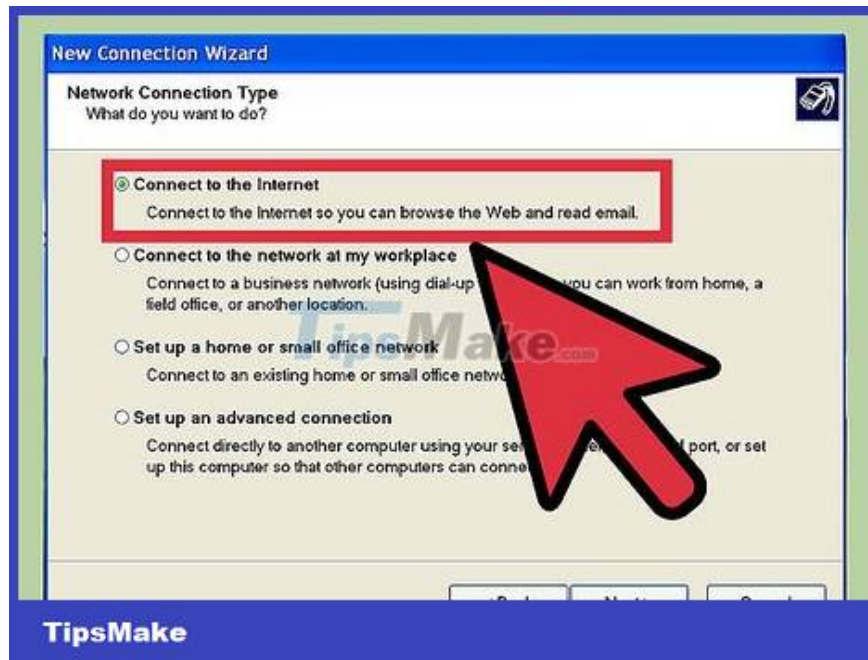 New Connection Wizard
Network Connection Type
What do you want to do?
Connect to the Internet
Connect to the Internet so you can browse the Web and read email.
Connect to the network at my workplace
Connect to a business network (using dial-up you can work from home, a
field office, or another location.
Set up a home or small office network
Connect to an existing home or small office
Set up an advanced connection
Connect directly to another computer using your port, or set
up this computer so that other computers can
TipsMake.com
TipsMake